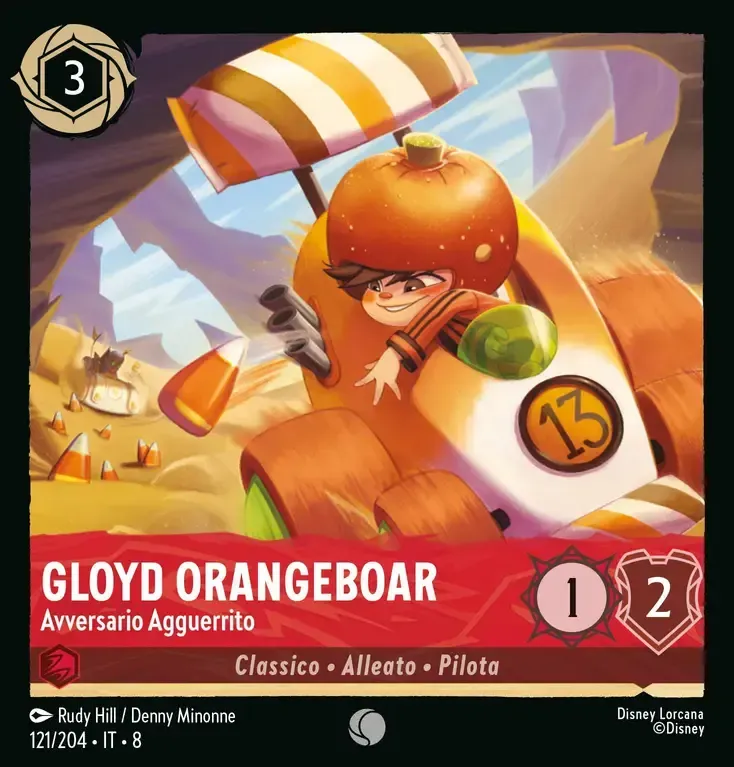 3
13
GLOYD ORANGEBOAR
Avversario Agguerrito
1
2
Classico • Alleato • Pilota
Rudy Hill / Denny Minonne
121/204 • IT • 8
Disney Lorcana
©Disney